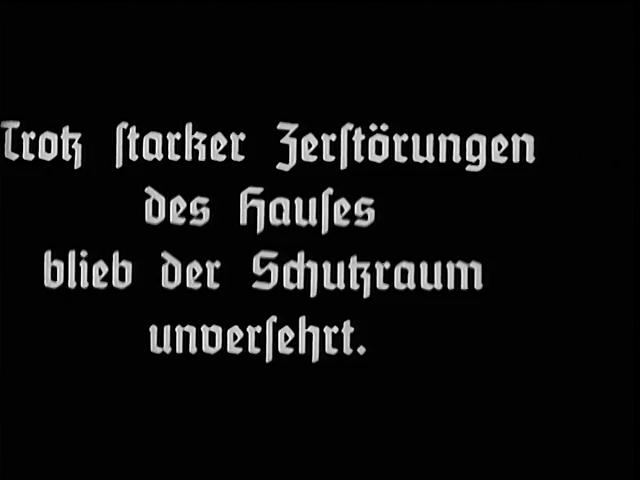 Trotz starker Zerstörungen
des Hauses
blieb der Schutzraum
unversehrt.